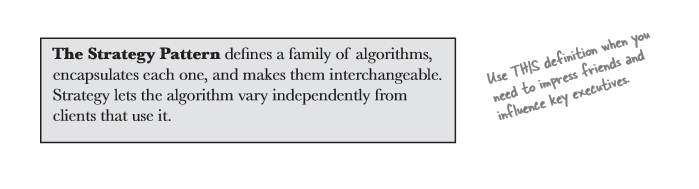 The Strategy Pattern defines a family of algorithms,
encapsulates each one, and makes them interchangeable.
Strategy lets the algorithm vary independently from
clients that use it.
Use THIS definition when you
need to impress friends and
influence key executives.